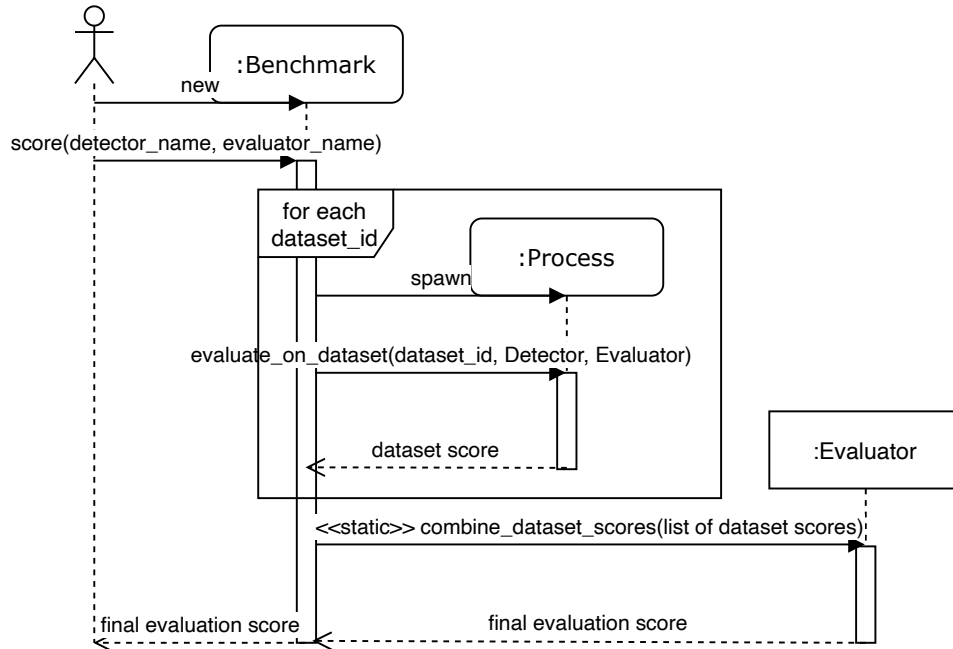 :Benchmark
new
score(detector_name, evaluator_name)
for each
dataset_id
:Process
spawn
evaluate_on_dataset(dataset_id, Detector, Evaluator)
dataset score
:Evaluator
<<static>> combine_dataset_scores(list of dataset scores)
final evaluation score
final evaluation score